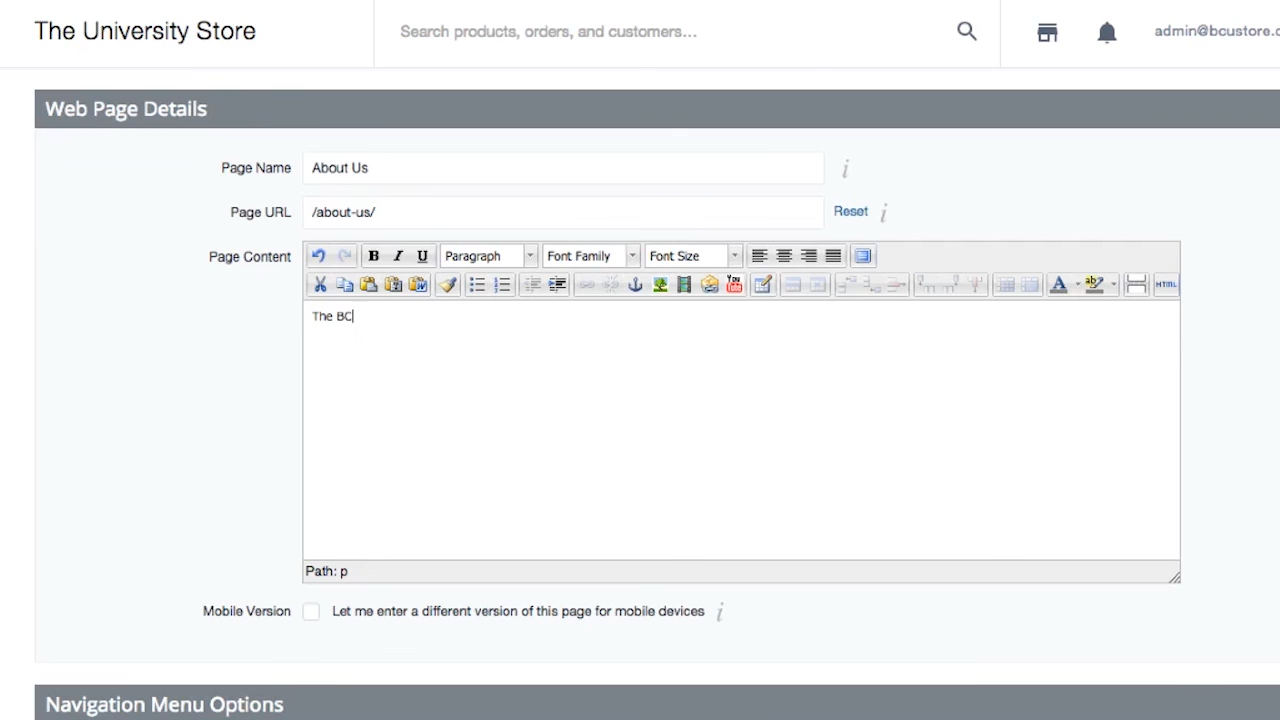 The University Store
Search products, orders, and customers...
admin@bcustore.c
Web Page Details
Page Name
About Us
i
Page URL
/about-us/
Reset
i
Page Content
B I U Paragraph Font Family Font Size
A ab HTML
The BC
Path: p
Mobile Version
Let me enter a different version of this page for mobile devices
i
Navigation Menu Options